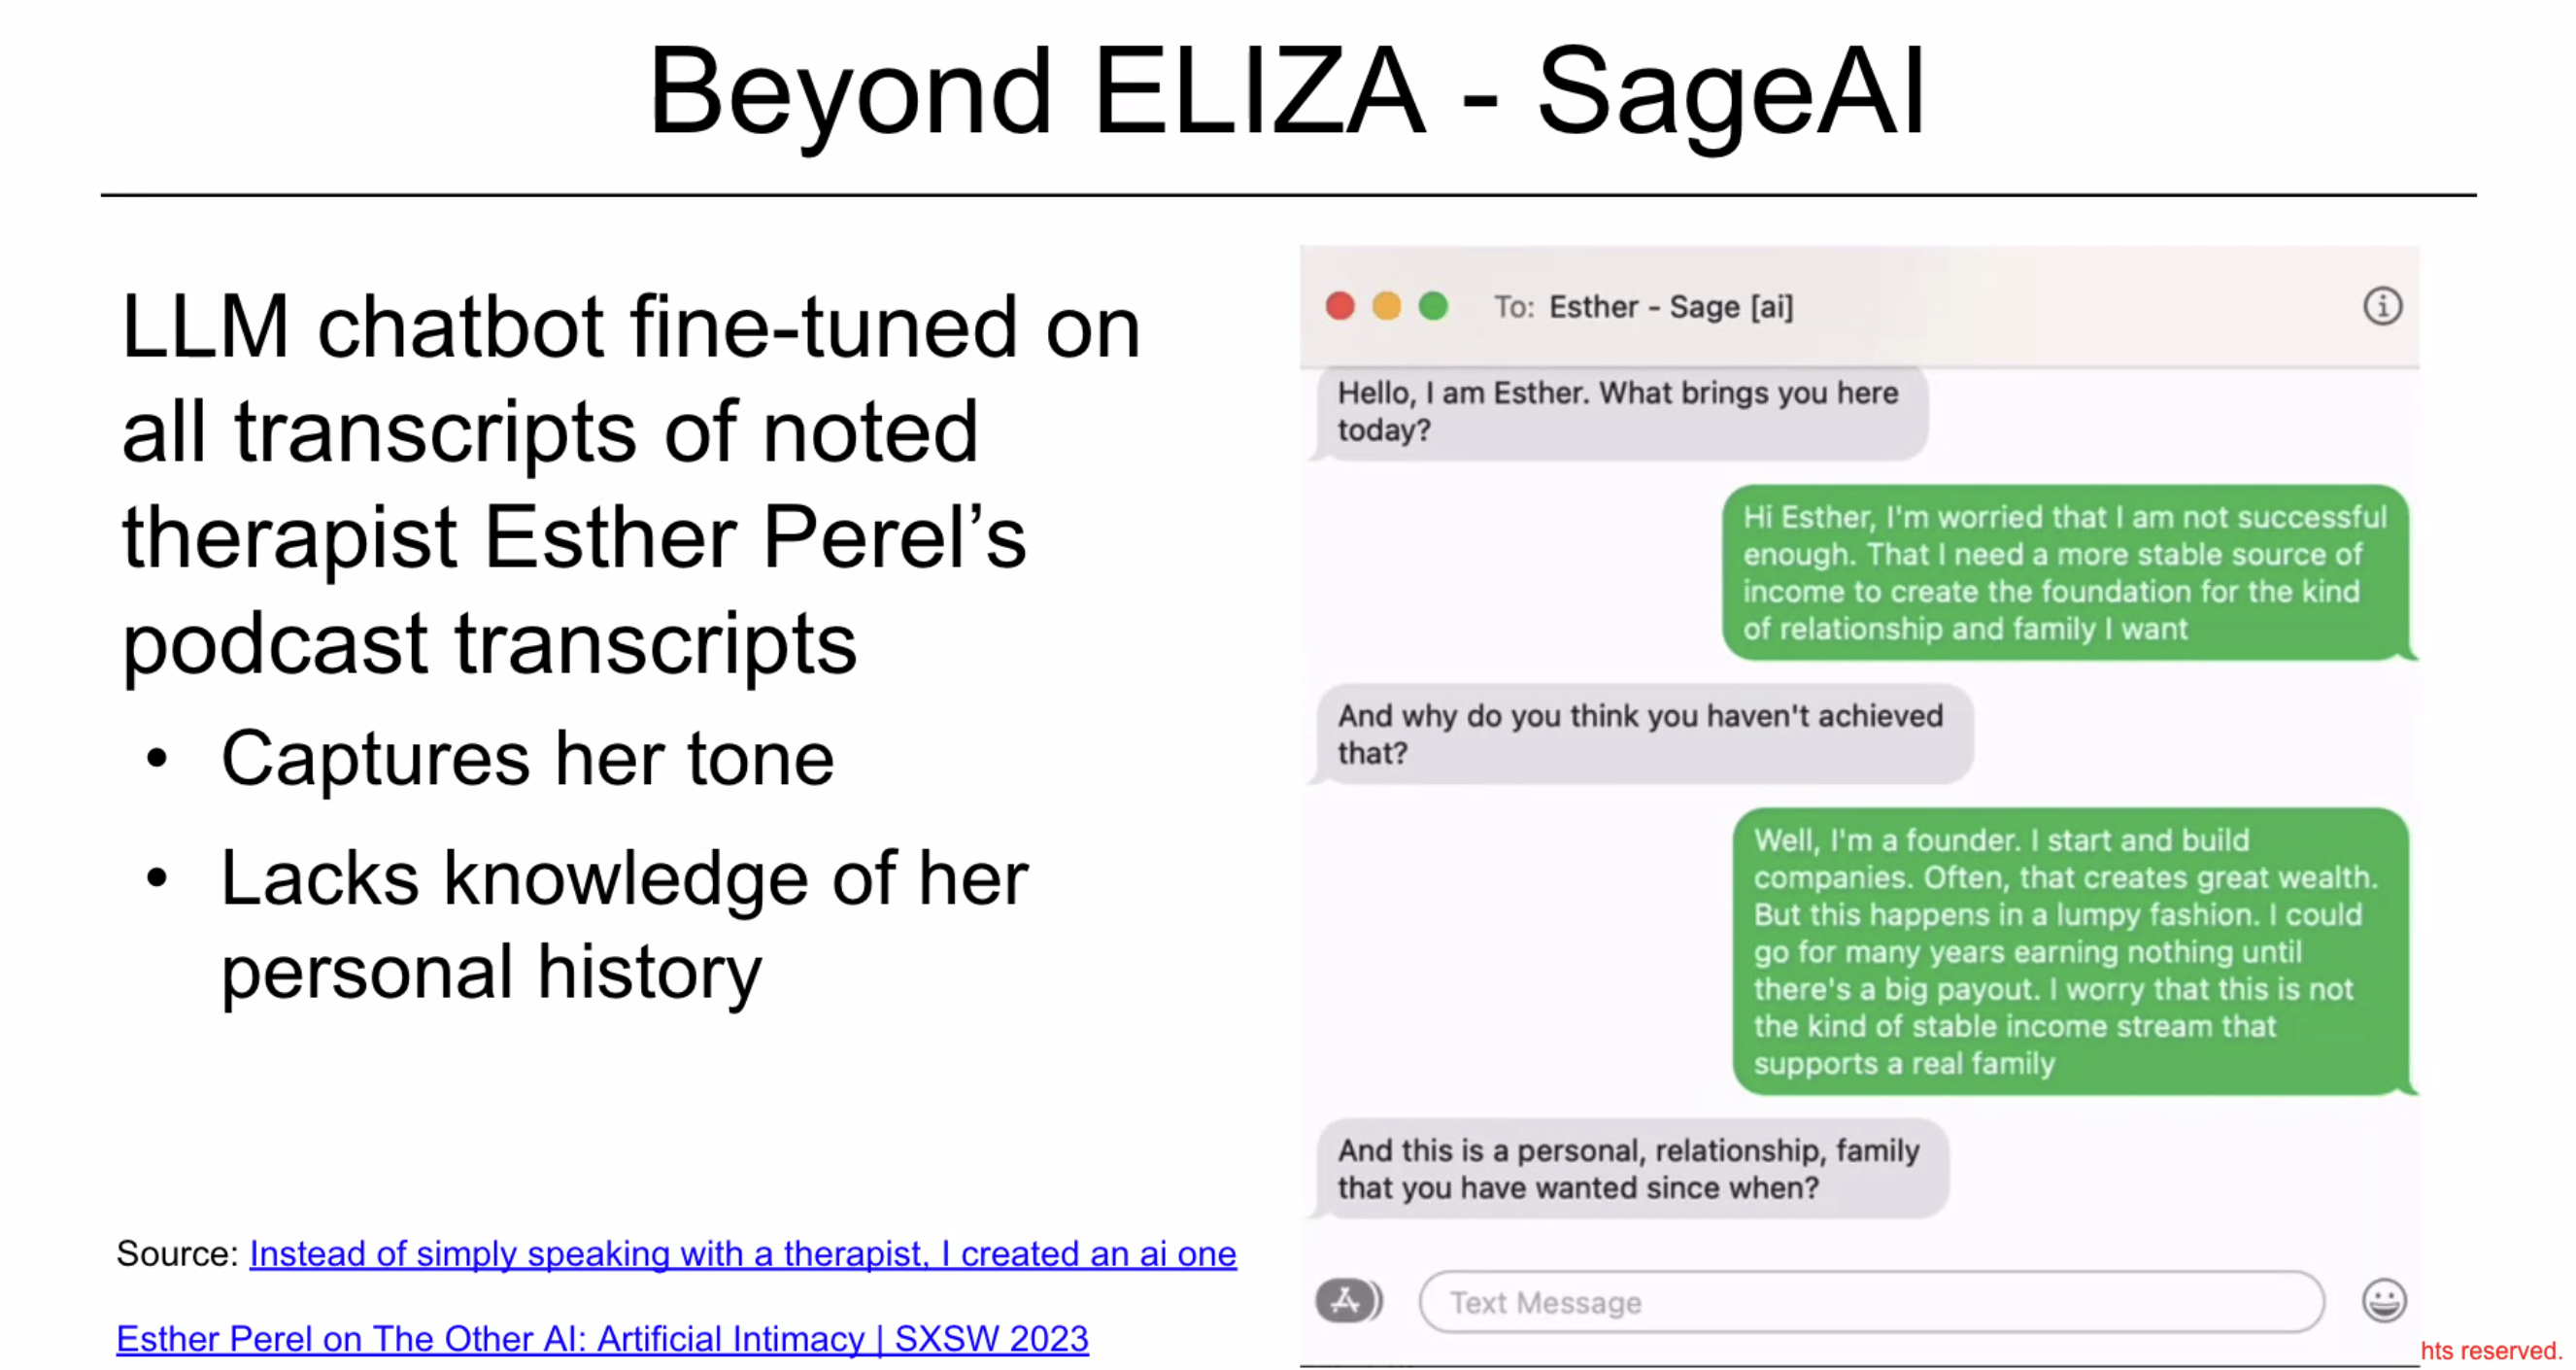 Beyond ELIZA - SageAI
LLM chatbot fine-tuned on
all transcripts of noted
therapist Esther Perel’s
podcast transcripts
• Captures her tone
• Lacks knowledge of her
personal history
Source: Instead of simply speaking with a therapist, I created an ai one
Esther Perel on The Other AI: Artificial Intimacy | SXSW 2023
To: Esther - Sage [ai]
Hello, I am Esther. What brings you here
today?
Hi Esther, I'm worried that I am not successful
enough. That I need a more stable source of
income to create the foundation for the kind
of relationship and family I want
And why do you think you haven't achieved
that?
Well, I'm a founder. I start and build
companies. Often, that creates great wealth.
But this happens in a lumpy fashion. I could
go for many years earning nothing until
there's a big payout. I worry that this is not
the kind of stable income stream that
supports a real family
And this is a personal, relationship, family
that you have wanted since when?
Text Message
hts reserved.